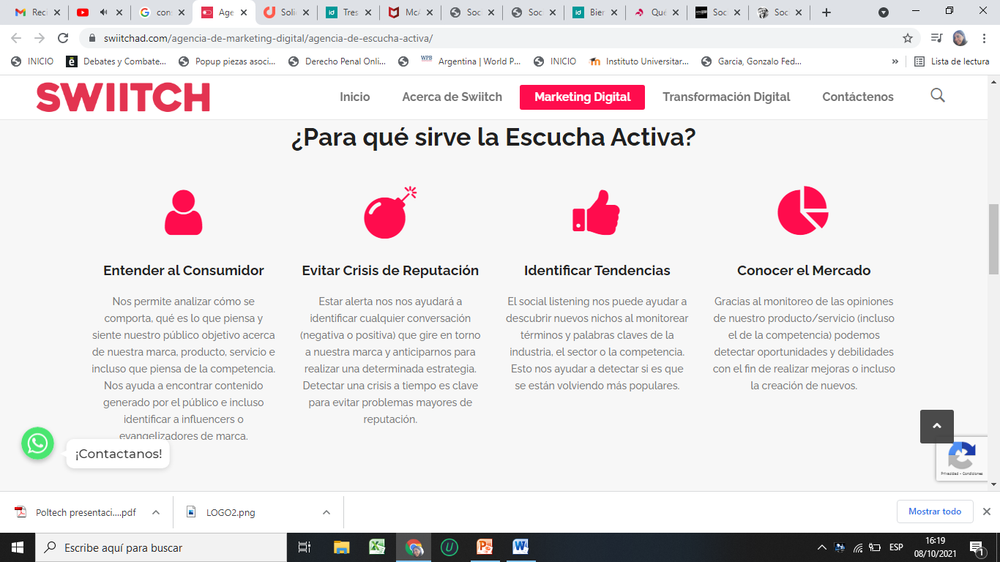 Reci
cons
Age
Soli
Tres
McA
Soc
Soc
Bier
Qué
Soc
Soc
swiitchad.com/agencia-de-marketing-digital/agencia-de-escucha-activa/
INICIO
Debates y Combate...
Popup piezas asoci...
Derecho Penal Onli...
WPB
Argentina | World P...
INICIO
Instituto Universitar...
Garcia, Gonzalo Fed...
»
Lista de lectura
SWIITCH
Inicio
Acerca de Swiitch
Marketing Digital
Transformación Digital
Contáctenos
¿Para qué sirve la Escucha Activa?
Entender al Consumidor
Nos permite analizar cómo se
comporta, qué es lo que piensa y
siente nuestro público objetivo acerca
de nuestra marca, producto, servicio e
incluso que piensa de la competencia.
Nos ayuda a encontrar contenido
generado por el público e incluso
identificar a influencers o
evangelizadores de marca.
Evitar Crisis de Reputación
Estar alerta nos nos ayudará a
identificar cualquier conversación
(negativa o positiva) que gire en torno
a nuestra marca y anticiparnos para
realizar una determinada estrategia.
Detectar una crisis a tiempo es clave
para evitar problemas mayores de
reputación.
Identificar Tendencias
El social listening nos puede ayudar a
descubrir nuevos nichos al monitorear
términos y palabras claves de la
industria, el sector o la competencia.
Esto nos ayudar a detectar si es que
se están volviendo más populares.
Conocer el Mercado
Gracias al monitoreo de las opiniones
de nuestro producto/servicio (incluso
el de la competencia) podemos
detectar oportunidades y debilidades
con el fin de realizar mejoras o incluso
la creación de nuevos.
¡Contactanos!
Privacidad - Condiciones
Poltech presentaci....pdf
LOGO2.png
Mostrar todo
Escribe aquí para buscar
ESP
16:19
08/10/2021
1